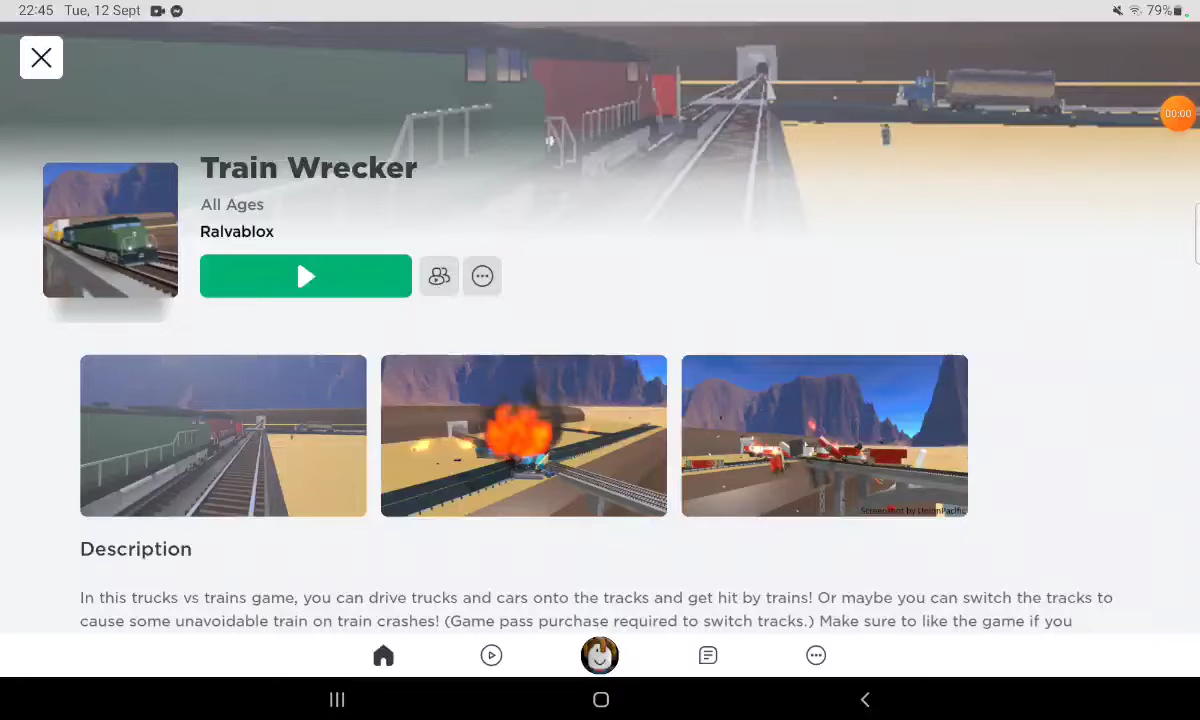 22:45 Tue, 12 Sept
79%
00:00
Train Wrecker
All Ages
Ralvablox
Screenshot by UnionPacific
Description
In this trucks vs trains game, you can drive trucks and cars onto the tracks and get hit by trains! Or maybe you can switch the tracks to
cause some unavoidable train on train crashes! (Game pass purchase required to switch tracks.) Make sure to like the game if you